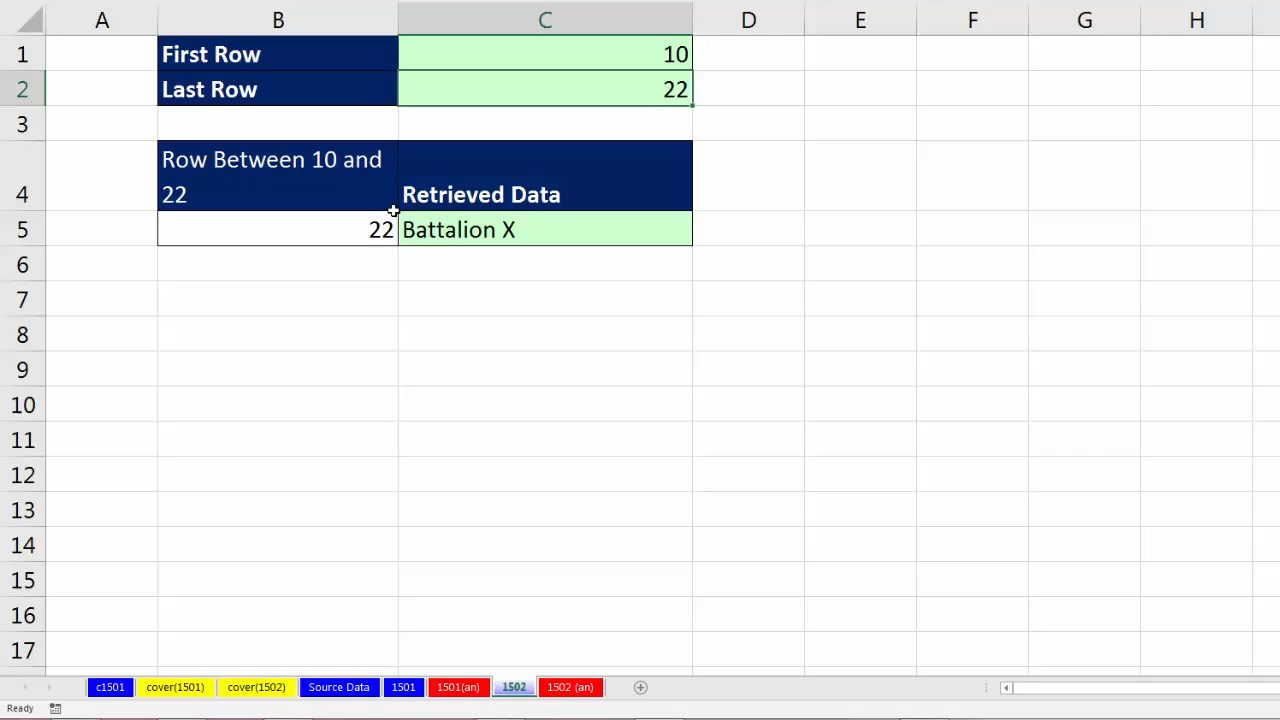 A B C D E F G H
1 First Row 10
2 Last Row 22
3
Row Between 10 and
4 22 Retrieved Data
5 22 Battalion X
6
7
8
9
10
11
12
13
14
15
16
17
c1501 cover(1501) cover(1502) Source Data 1501 1501(an) 1502 1502 (an)
Ready